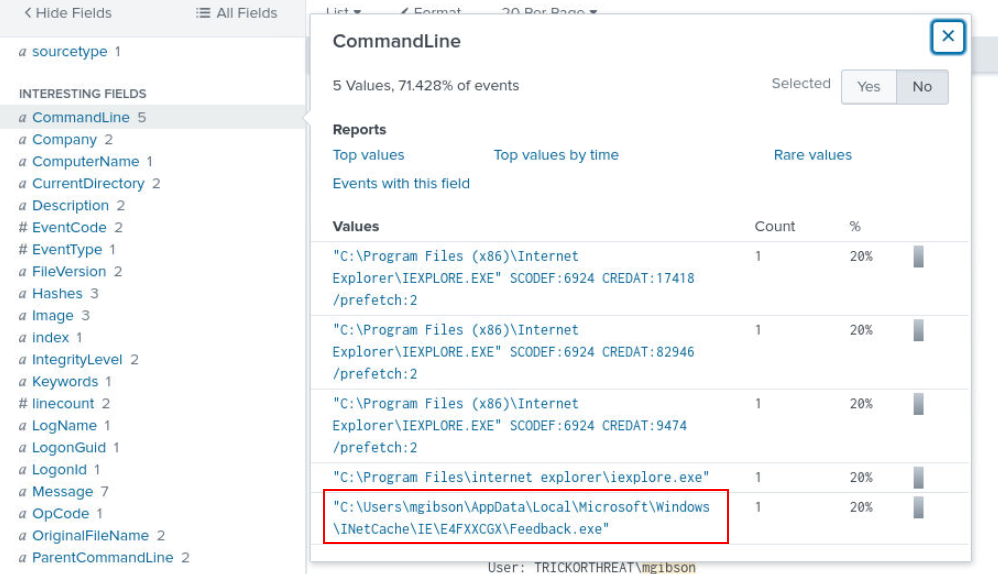 Hide Fields
All Fields
List
Format
20 Per Page
a sourcetype 1
INTERESTING FIELDS
a CommandLine 5
a Company 2
a ComputerName 1
a CurrentDirectory 2
a Description 2
# EventCode 2
# EventType 1
a FileVersion 2
a Hashes 3
a Image 3
a index 1
a IntegrityLevel 2
a Keywords 1
# linecount 2
a LogName 1
a LogonGuid 1
a LogonId 1
a Message 7
a OpCode 1
a OriginalFileName 2
a ParentCommandLine 2
CommandLine
5 Values, 71.428% of events
Selected Yes No
Reports
Top values Top values by time Rare values
Events with this field
Values Count %
"C:\Program Files (x86)\Internet 1 20%
Explorer\IEXPLORE.EXE" SCODEF:6924 CREDAT:17418
/prefetch:2
"C:\Program Files (x86)\Internet 1 20%
Explorer\IEXPLORE.EXE" SCODEF:6924 CREDAT:82946
/prefetch:2
"C:\Program Files (x86)\Internet 1 20%
Explorer\IEXPLORE.EXE" SCODEF:6924 CREDAT:9474
/prefetch:2
"C:\Program Files\internet explorer\iexplore.exe" 1 20%
"C:\Users\mgibson\AppData\Local\Microsoft\Windows 1 20%
\INetCache\IE\E4FXXCGX\Feedback.exe"
User: TRICKORTHREAT\mgibson